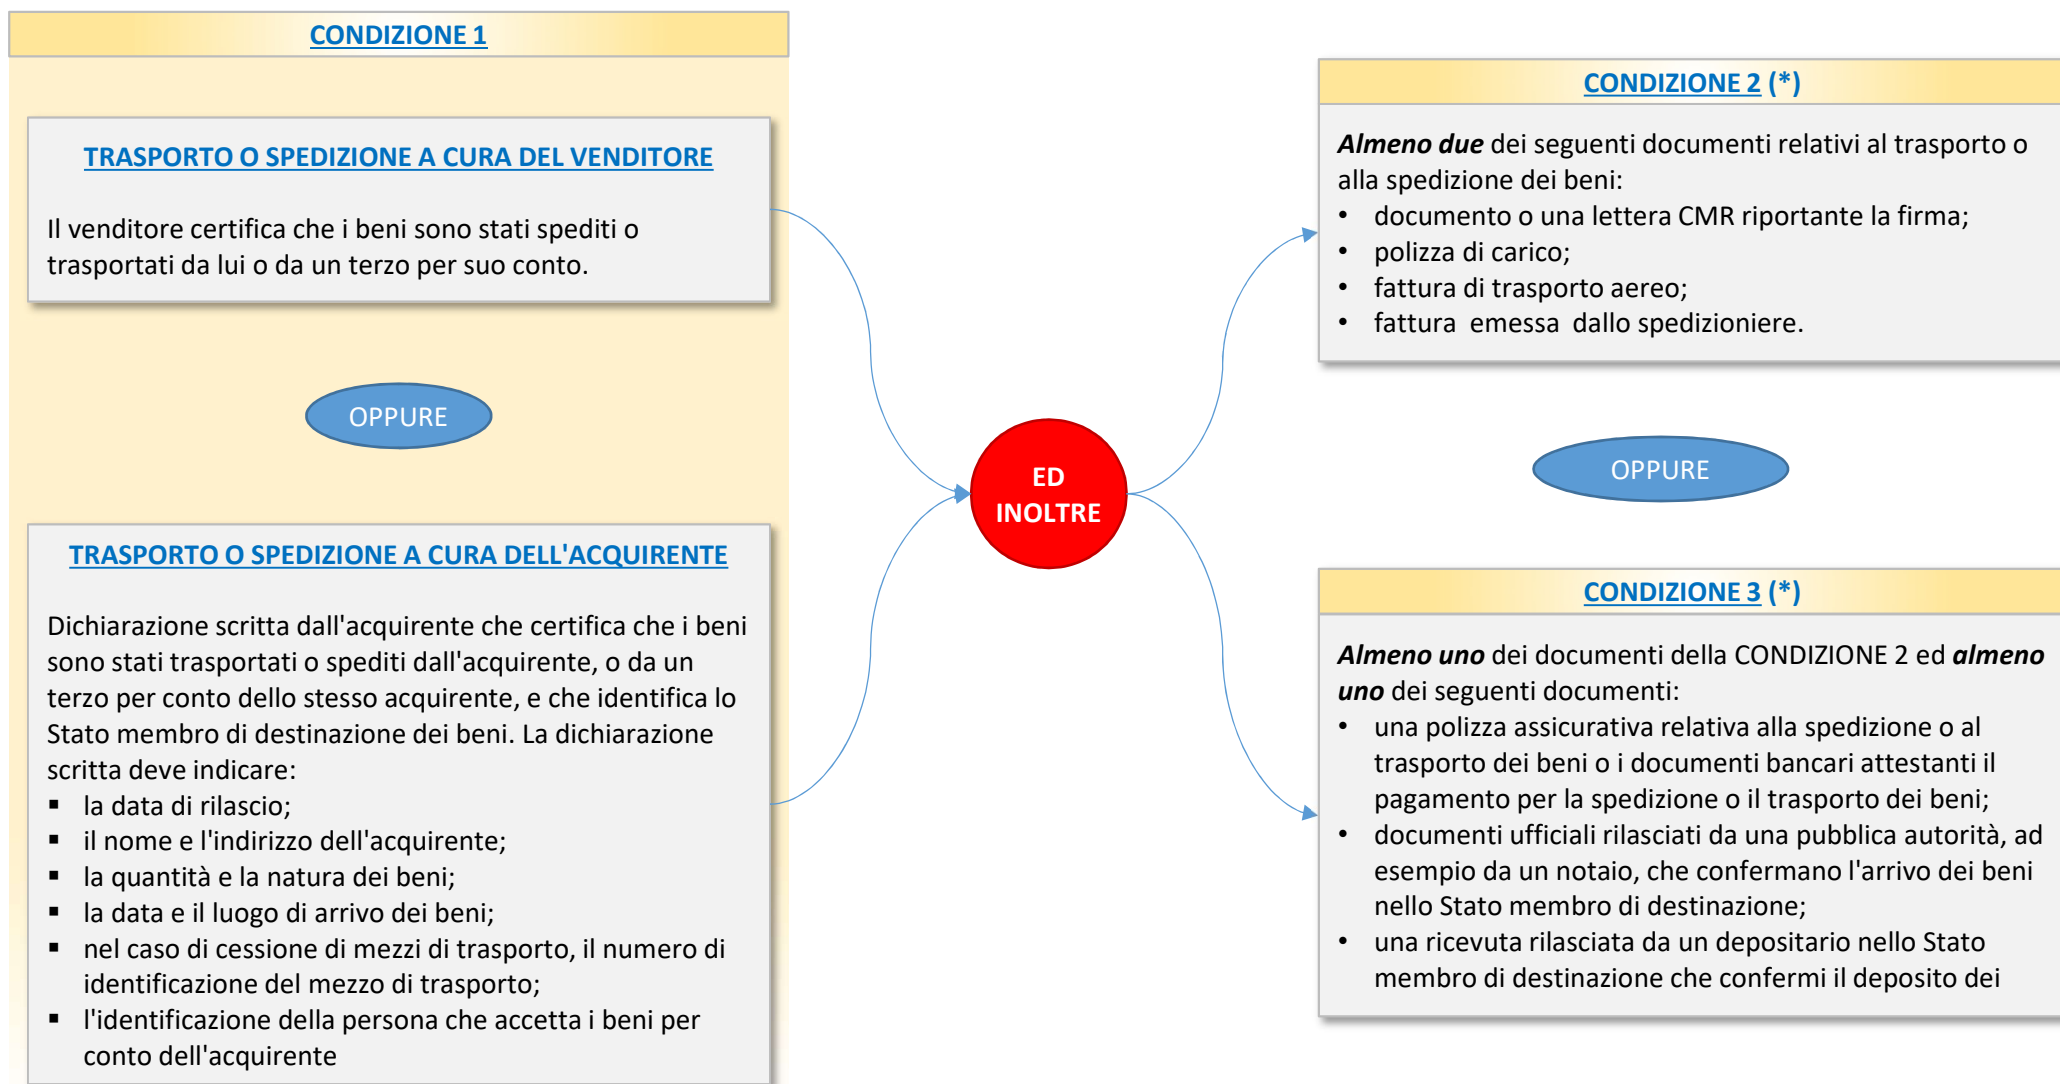 CONDIZIONE 1
TRASPORTO O SPEDIZIONE A CURA DEL VENDITORE
Il venditore certifica che i beni sono stati spediti o
trasportati da lui o da un terzo per suo conto.
OPPURE
TRASPORTO O SPEDIZIONE A CURA DELL'ACQUIRENTE
Dichiarazione scritta dall'acquirente che certifica che i beni
sono stati trasportati o spediti dall'acquirente, o da un
terzo per conto dello stesso acquirente, e che identifica lo
Stato membro di destinazione dei beni. La dichiarazione
scritta deve indicare:
▪ la data di rilascio;
▪ il nome e l'indirizzo dell'acquirente;
▪ la quantità e la natura dei beni;
▪ la data e il luogo di arrivo dei beni;
▪ nel caso di cessione di mezzi di trasporto, il numero di
identificazione del mezzo di trasporto;
▪ l'identificazione della persona che accetta i beni per
conto dell'acquirente
ED
INOLTRE
CONDIZIONE 2 (*)
Almeno due dei seguenti documenti relativi al trasporto o
alla spedizione dei beni:
• documento o una lettera CMR riportante la firma;
• polizza di carico;
• fattura di trasporto aereo;
• fattura emessa dallo spedizioniere.
OPPURE
CONDIZIONE 3 (*)
Almeno uno dei documenti della CONDIZIONE 2 ed almeno
uno dei seguenti documenti:
• una polizza assicurativa relativa alla spedizione o al
trasporto dei beni o i documenti bancari attestanti il
pagamento per la spedizione o il trasporto dei beni;
• documenti ufficiali rilasciati da una pubblica autorità, ad
esempio da un notaio, che confermano l'arrivo dei beni
nello Stato membro di destinazione;
• una ricevuta rilasciata da un depositario nello Stato
membro di destinazione che confermi il deposito dei